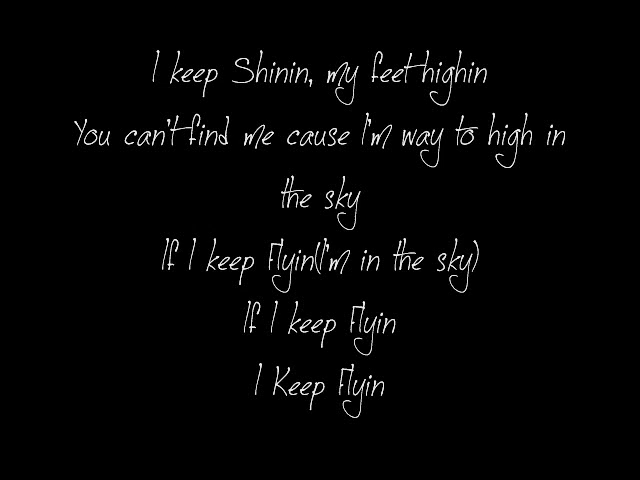 I keep Shinin, my feet highin
You can't find me cause I'm way to high in
the sky
If I keep Flyin(I'm in the sky)
If I keep Flyin
I Keep Flyin